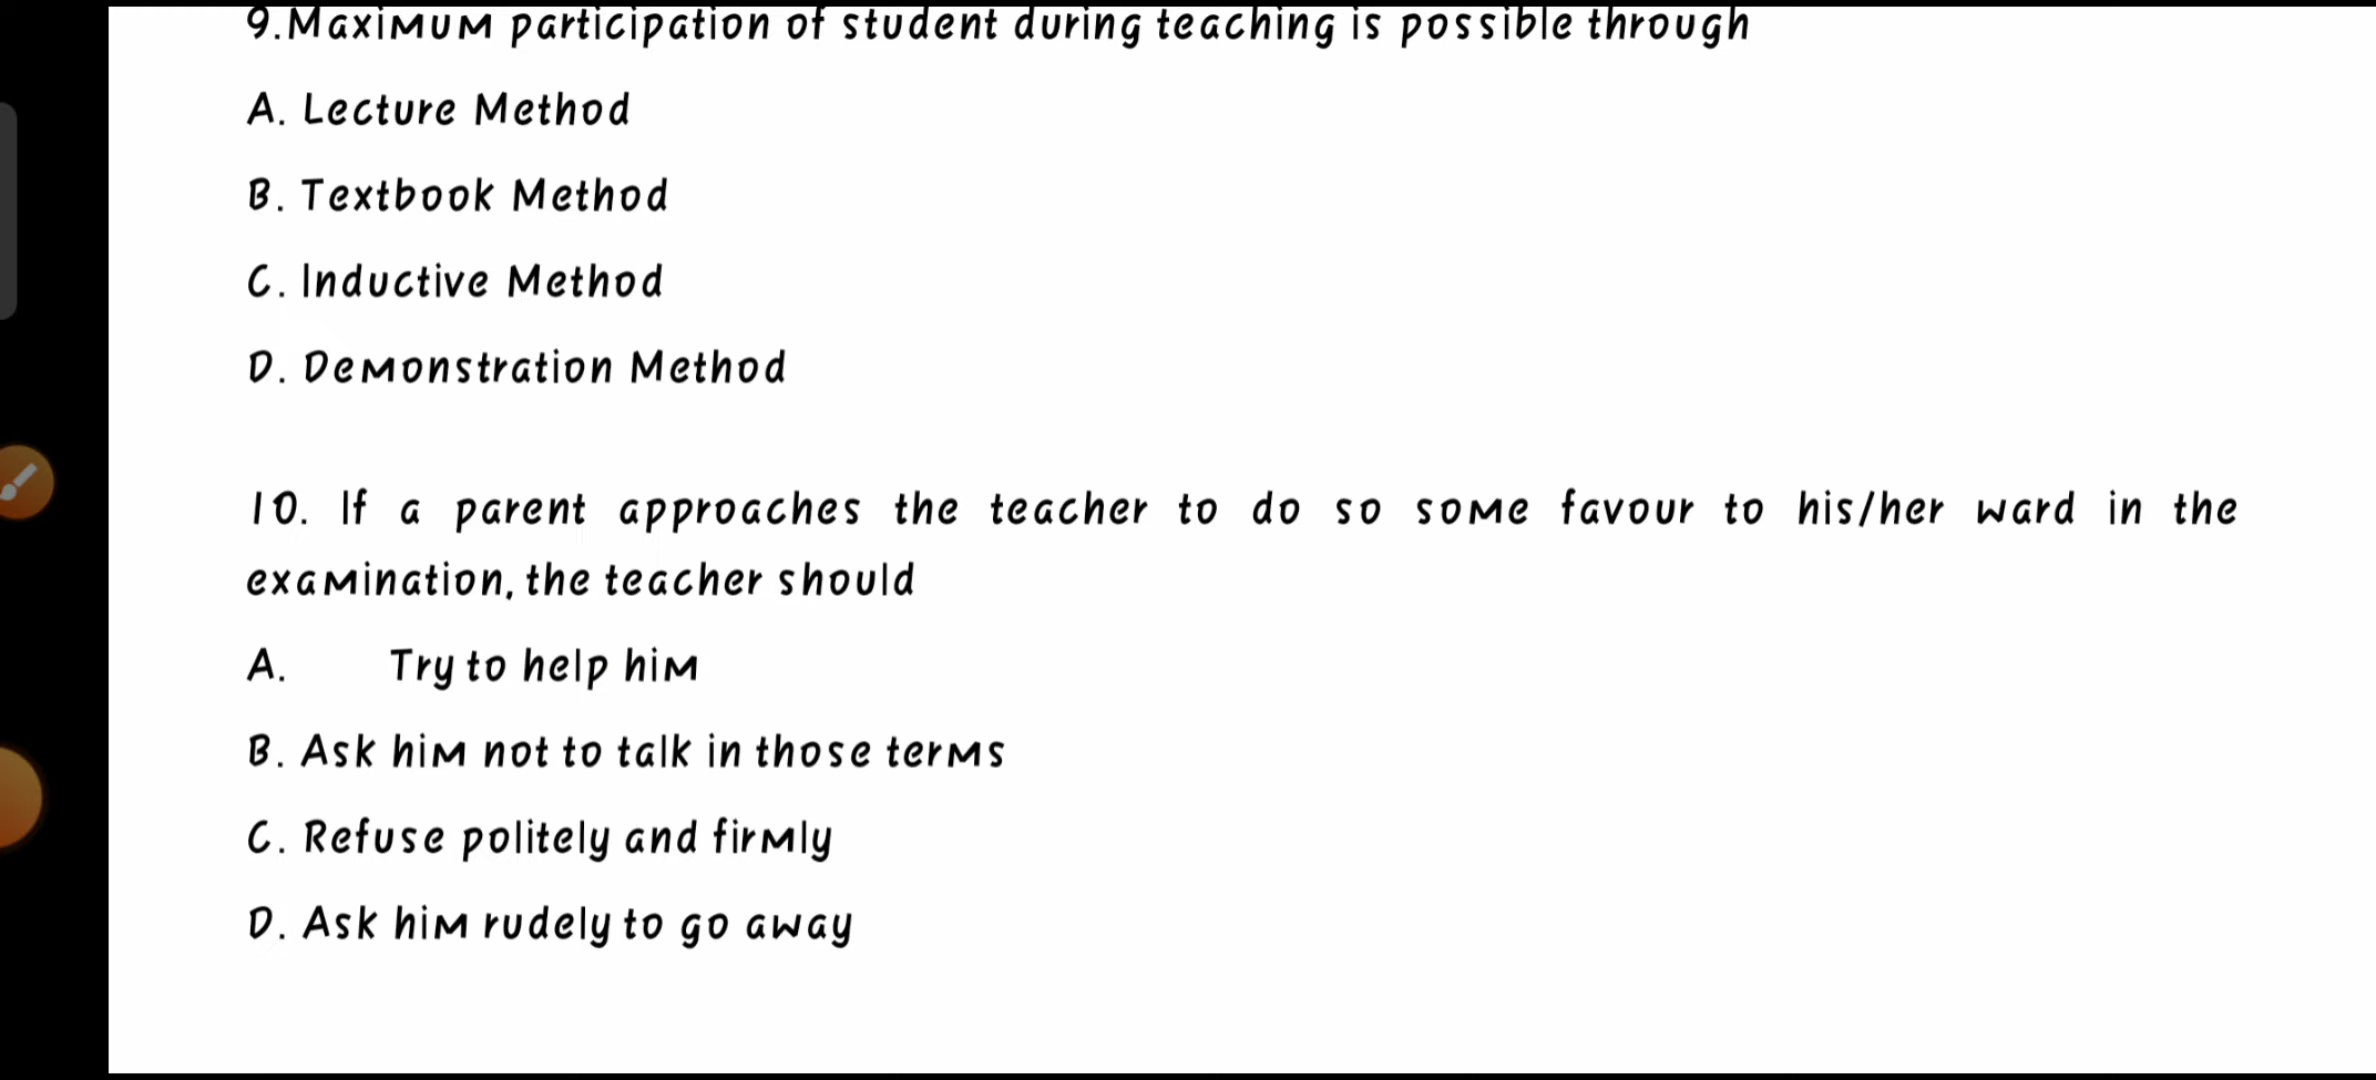 9.Maximum participation of student during teaching is possible through
A. Lecture Method
B. Textbook Method
C. Inductive Method
D. Demonstration Method
10. If a parent approaches the teacher to do so some favour to his/her ward in the
examination, the teacher should
A. Try to help him
B. Ask him not to talk in those terms
C. Refuse politely and firmly
D. Ask him rudely to go away